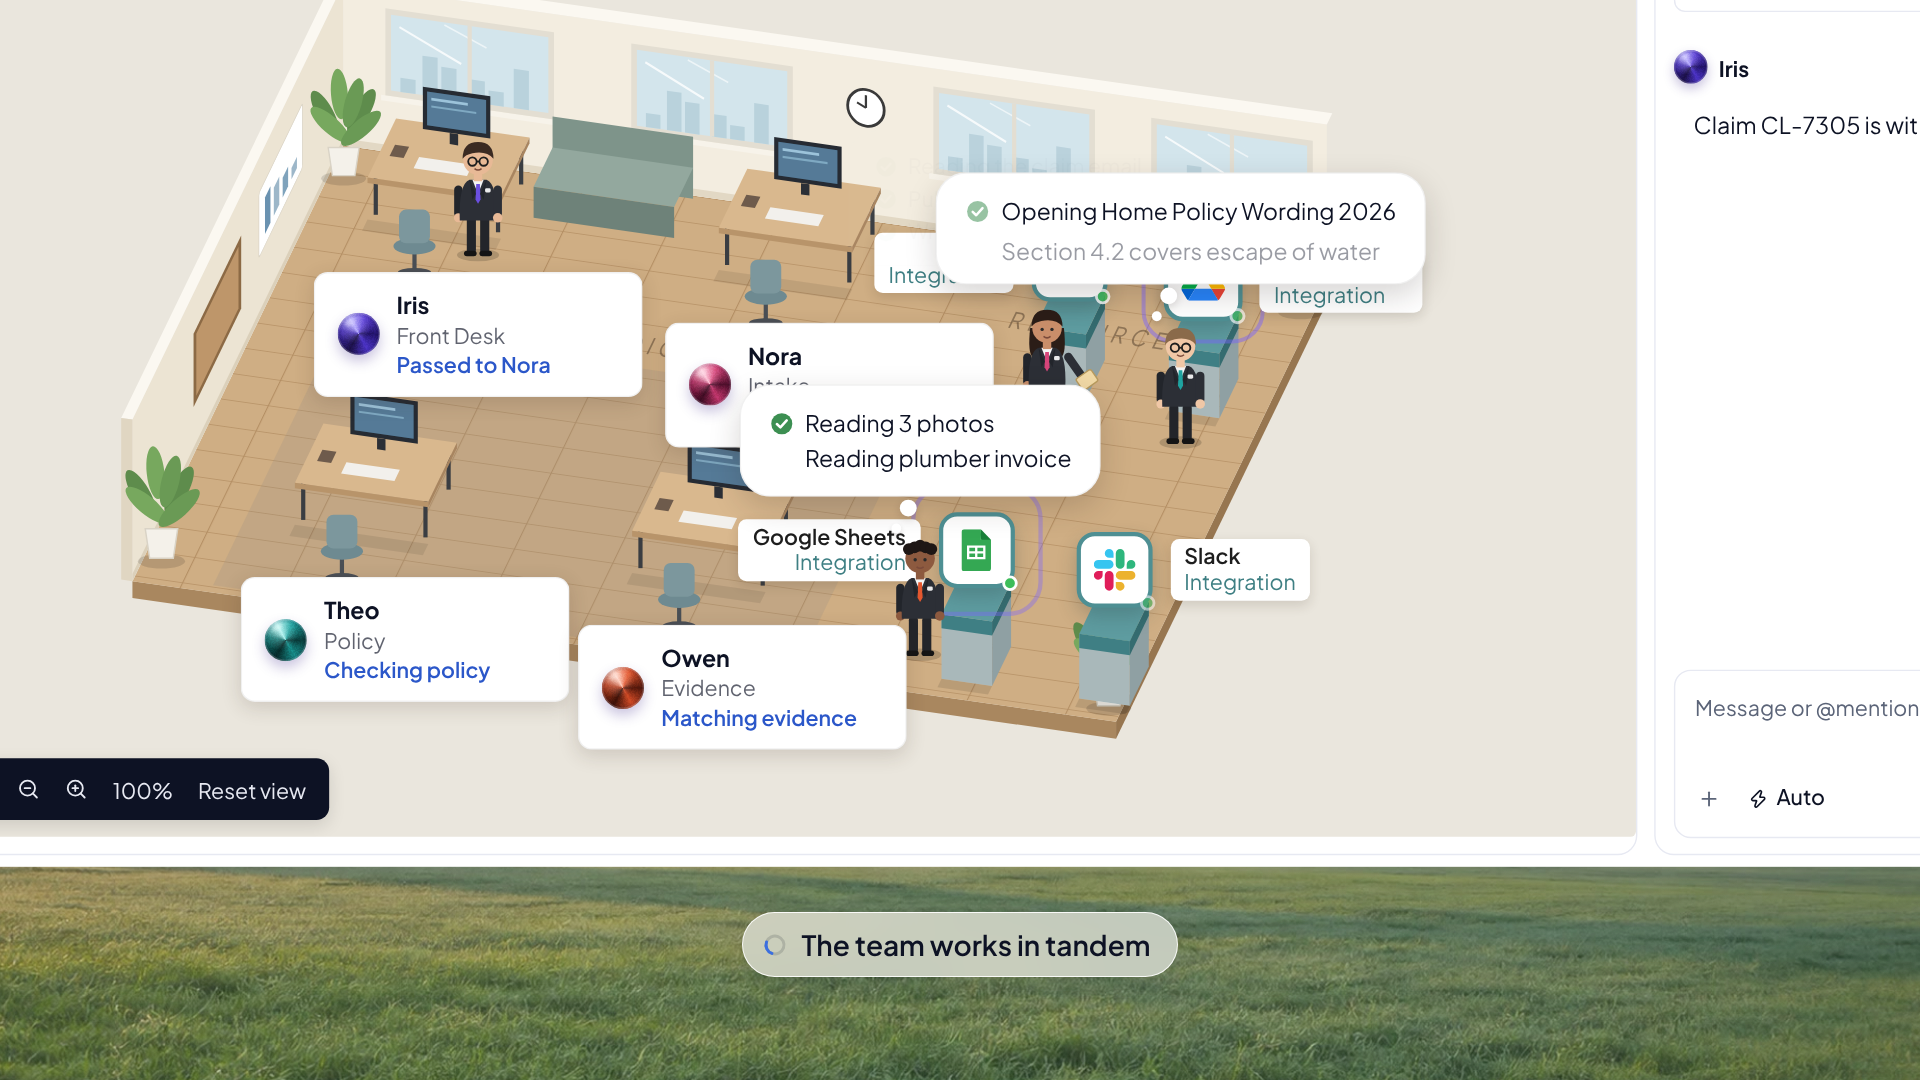 Iris
Claim CL-7305 is wit
Opening Home Policy Wording 2026
Section 4.2 covers escape of water
Integration
Iris
Front Desk
Passed to Nora
Nora
Intake
Reading 3 photos
Reading plumber invoice
Google Sheets
Integration
Slack
Integration
Theo
Policy
Checking policy
Owen
Evidence
Matching evidence
Message or @mention
Auto
100% Reset view
The team works in tandem